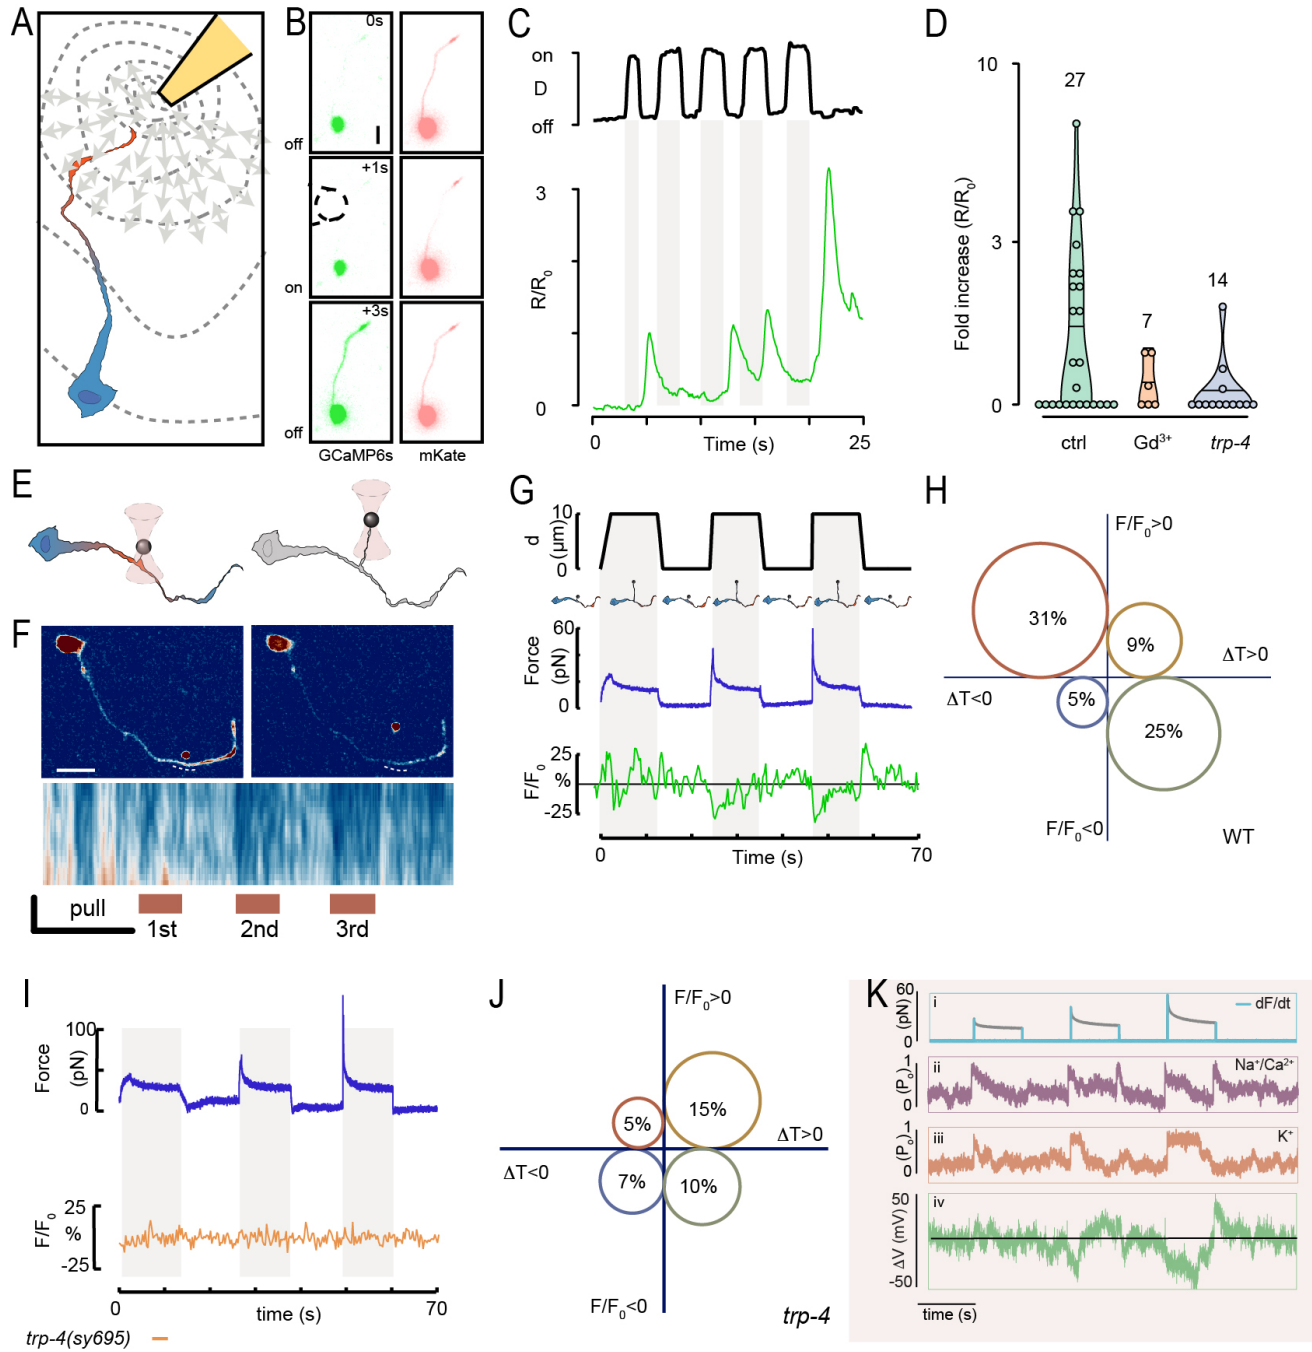 A
B
0s
off
+1s
on
+3s
off
GCaMP6s
mKate
C
on
D
off
3
R/R₀
0
0
Time (s)
25
D
10
27
Fold increase (R/R₀)
3
14
7
0
ctrl
Gd³⁺
trp-4
E
F
pull
1st
2nd
3rd
G
10
d (µm)
0
60
Force (pN)
0
25
F/F₀ %
-25
0
Time (s)
70
H
F/F₀>0
31%
9%
ΔT>0
ΔT<0
5%
25%
F/F₀<0
WT
I
100
Force (pN)
0
25
F/F₀ %
-25
0
time (s)
70
trp-4(sy695)
J
F/F₀>0
15%
5%
ΔT>0
ΔT<0
7%
10%
F/F₀<0
trp-4
K
60
i
dF/dt
(pN)
0
ii
Na⁺/Ca²⁺
1
(Pₒ)
0
iii
K⁺
1
(Pₒ)
0
iv
50
ΔV (mV)
-50
time (s)